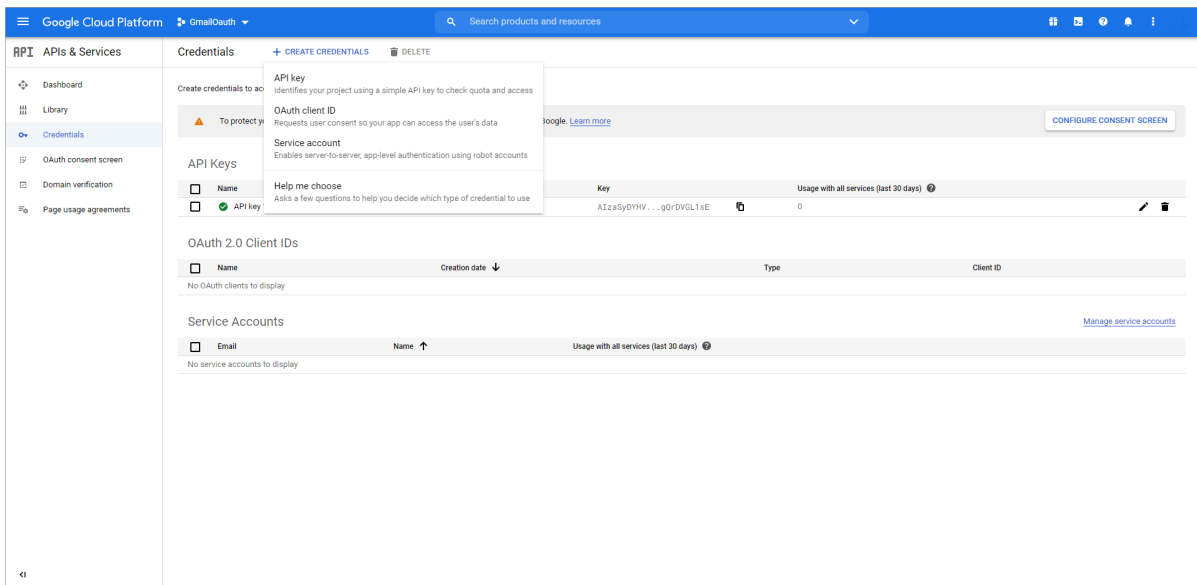 Google Cloud Platform GmailOauth Search products and resources
API APIs & Services Credentials + CREATE CREDENTIALS DELETE
Dashboard
Library
Credentials
OAuth consent screen
Domain verification
Page usage agreements
Create credentials to ac
API key
Identifies your project using a simple API key to check quota and access
OAuth client ID
Requests user consent so your app can access the user's data
Service account
Enables server-to-server, app-level authentication using robot accounts
Help me choose
Asks a few questions to help you decide which type of credential to use
To protect yo oogle. Learn more CONFIGURE CONSENT SCREEN
API Keys
Name Key Usage with all services (last 30 days)
API key AIzaSyDYHV...gQrDVGL1sE 0
OAuth 2.0 Client IDs
Name Creation date Type Client ID
No OAuth clients to display
Service Accounts Manage service accounts
Email Name Usage with all services (last 30 days)
No service accounts to display